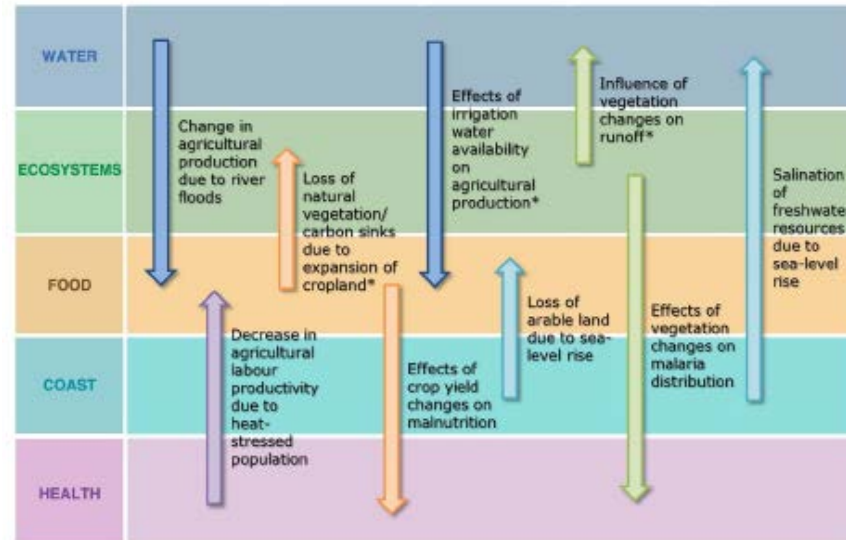 WATER
ECOSYSTEMS
FOOD
COAST
HEALTH
Change in
agricultural
production
due to river
floods
Loss of
natural
vegetation/
carbon sinks
due to
expansion of
cropland*
Decrease in
agricultural
labour
productivity
due to
heat-
stressed
population
Effects of
crop yield
changes on
malnutrition
Effects of
irrigation
water
availability
on
agricultural
production*
Loss of
arable land
due to sea-
level rise
Influence of
vegetation
changes on
runoff*
Effects of
vegetation
changes on
malaria
distribution
Salination
of
freshwater
resources
due to
sea-level
rise